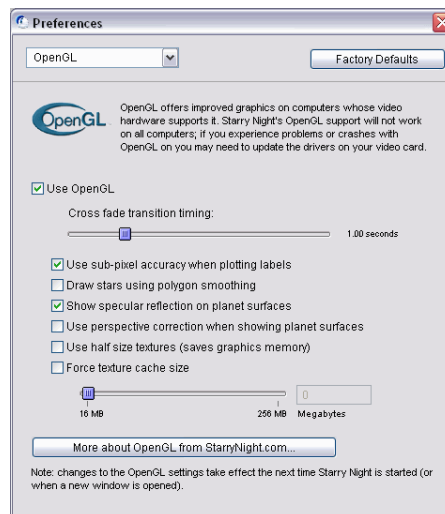 Preferences
OpenGL
Factory Defaults
OpenGL
OpenGL offers improved graphics on computers whose video
hardware supports it. Starry Night's OpenGL support will not work
on all computers; if you experience problems or crashes with
OpenGL on you may need to update the drivers on your video card.
Use OpenGL
Cross fade transition timing:
1.00 seconds
Use sub-pixel accuracy when plotting labels
Draw stars using polygon smoothing
Show specular reflection on planet surfaces
Use perspective correction when showing planet surfaces
Use half size textures (saves graphics memory)
Force texture cache size
0
16 MB
256 MB
Megabytes
More about OpenGL from StarryNight.com...
Note: changes to the OpenGL settings take effect the next time Starry Night is started (or
when a new window is opened).